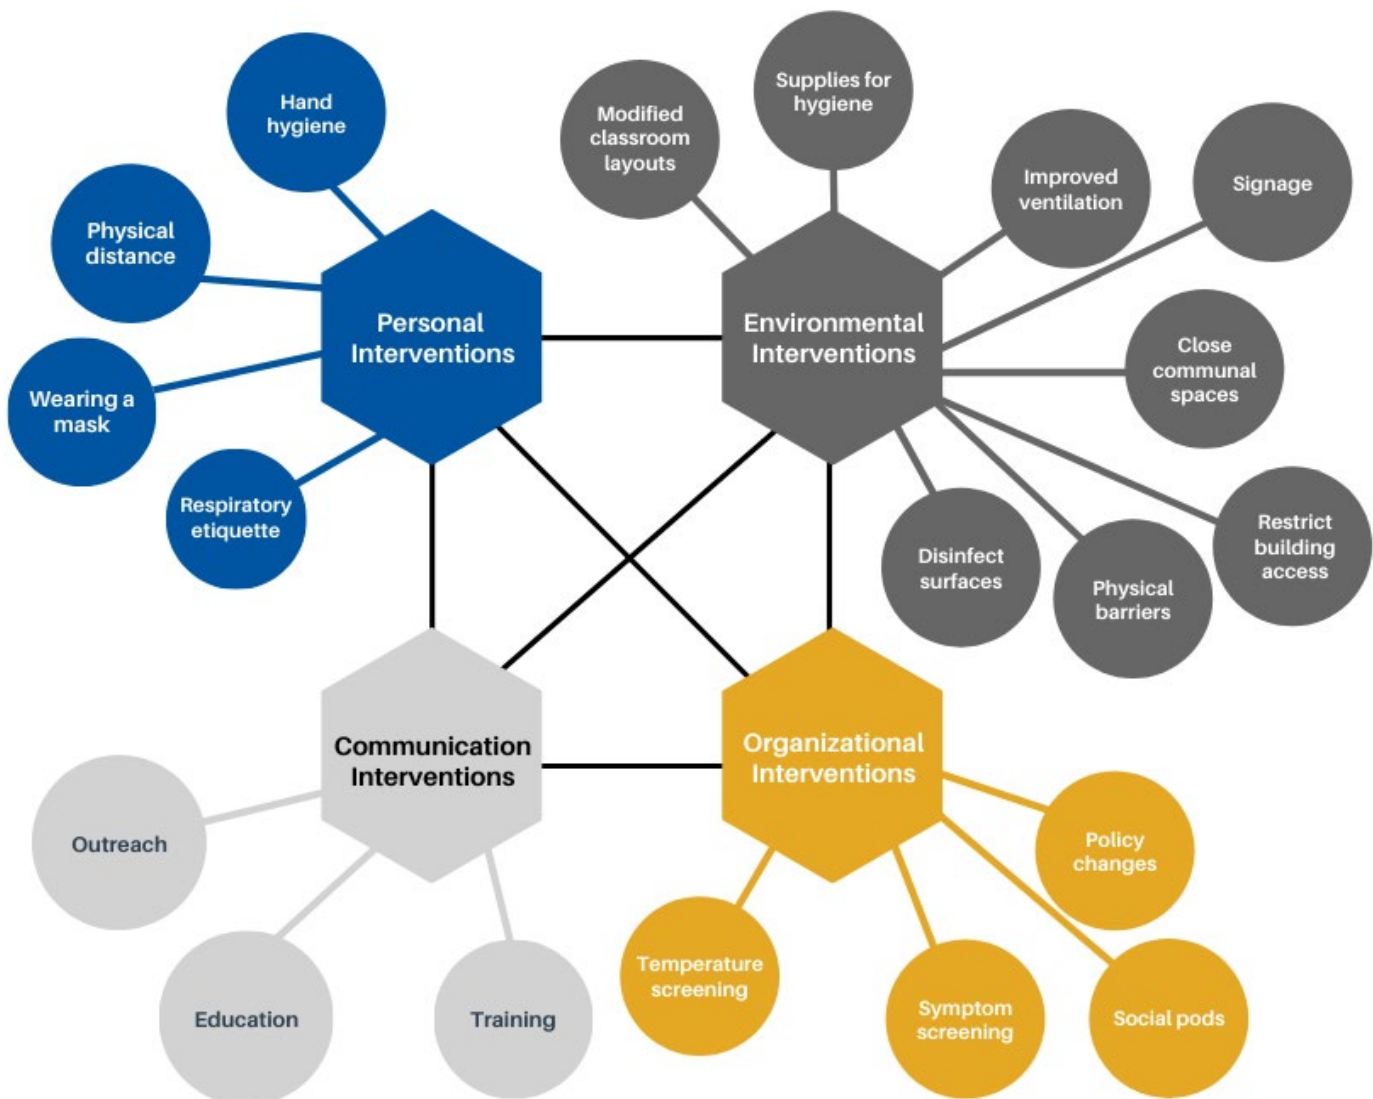 Hand
hygiene
Physical
distance
Wearing a
mask
Respiratory
etiquette
Personal
Interventions
Modified
classroom
layouts
Supplies for
hygiene
Improved
ventilation
Signage
Close
communal
spaces
Restrict
building
access
Physical
barriers
Disinfect
surfaces
Environmental
Interventions
Communication
Interventions
Outreach
Education
Training
Organizational
Interventions
Policy
changes
Social pods
Symptom
screening
Temperature
screening